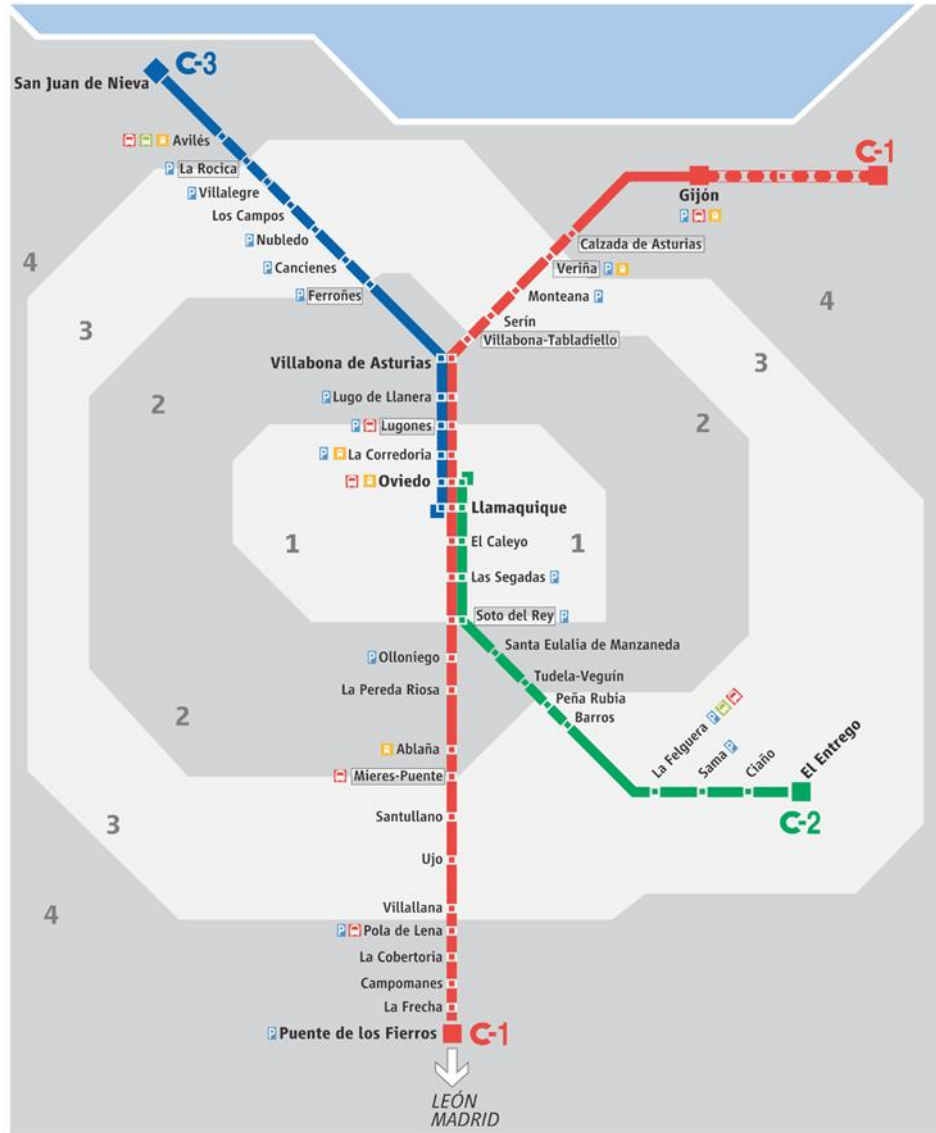 C-3
San Juan de Nieva
C-1
Avilés
Gijón
La Rocica
Villalegre
Los Campos
Calzada de Asturias
Nubledo
4
Veriña
Cancienes
Ferroñes
Monteana
4
3
Serín
Villabona-Tabladiello
3
Villabona de Asturias
2
Lugo de Llanera
2
Lugones
La Corredoria
Oviedo
Llamaquique
1
El Caleyo
1
Las Segadas
Soto del Rey
Santa Eulalia de Manzaneda
Olloniego
Tudela-Veguín
La Pereda Riosa
Peña Rubia
2
Barros
Ablaña
La Felguera
Sama
Ciaño
El Entrego
Mieres-Puente
C-2
3
Santullano
Ujo
4
Villallana
Pola de Lena
La Cobertoria
Campomanes
La Frecha
Puente de los Fierros
C-1
LEÓN
MADRID